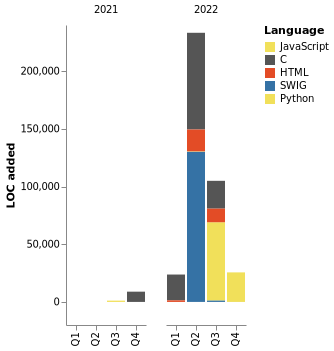 2021
2022
Language
JavaScript
C
HTML
SWIG
Python
LOC added
200,000
150,000
100,000
50,000
0
Q1
Q2
Q3
Q4
Q1
Q2
Q3
Q4